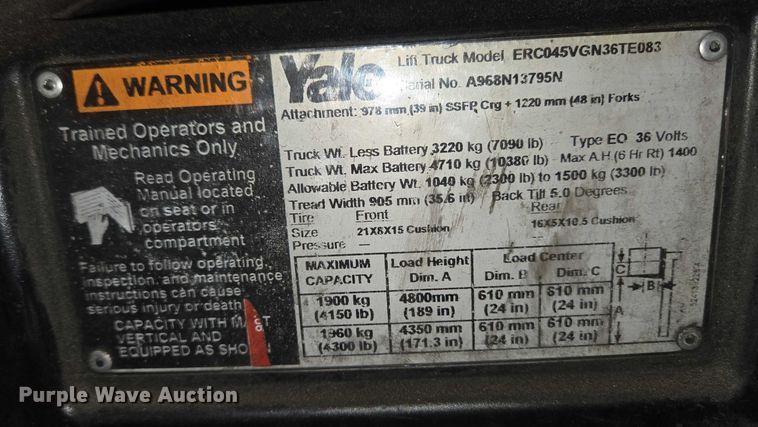 WARNING
Trained Operators and
Mechanics Only
Read Operating
Manual located
on seat or in
operators
compartment
Failure to follow operating,
inspection, and maintenance
instructions can cause
serious injury or death
CAPACITY WITH
VERTICAL AND
EQUIPPED AS
Yale
Lift Truck Model ERC045VGN36TE083
Serial No. A968N13795N
Attachment: 978 mm (39 in) SSFP Crg + 1220 mm (48 in) Forks
Truck Wt. Less Battery 3220 kg (7090 lb) Type EO 36 Volts
Truck Wt. Max Battery 4710 kg (10380 lb) Max A.H (6 Hr Rt) 1400
Allowable Battery Wt. 1040 kg (2300 lb) to 1500 kg (3300 lb)
Tread Width 905 mm (35.6 in) Back Tilt 5.0 Degrees
Tire Front Rear
Size 21X8X15 Cushion 16X5X10.5 Cushion
Pressure — —
MAXIMUM CAPACITY Load Height Dim. A Load Center Dim. B Dim. C
1900 kg (4150 lb) 4800mm (189 in) 610 mm (24 in) 610 mm (24 in)
1960 kg (4300 lb) 4350 mm (171.3 in) 610 mm (24 in) 610 mm (24 in)
C
B
A
Purple Wave Auction